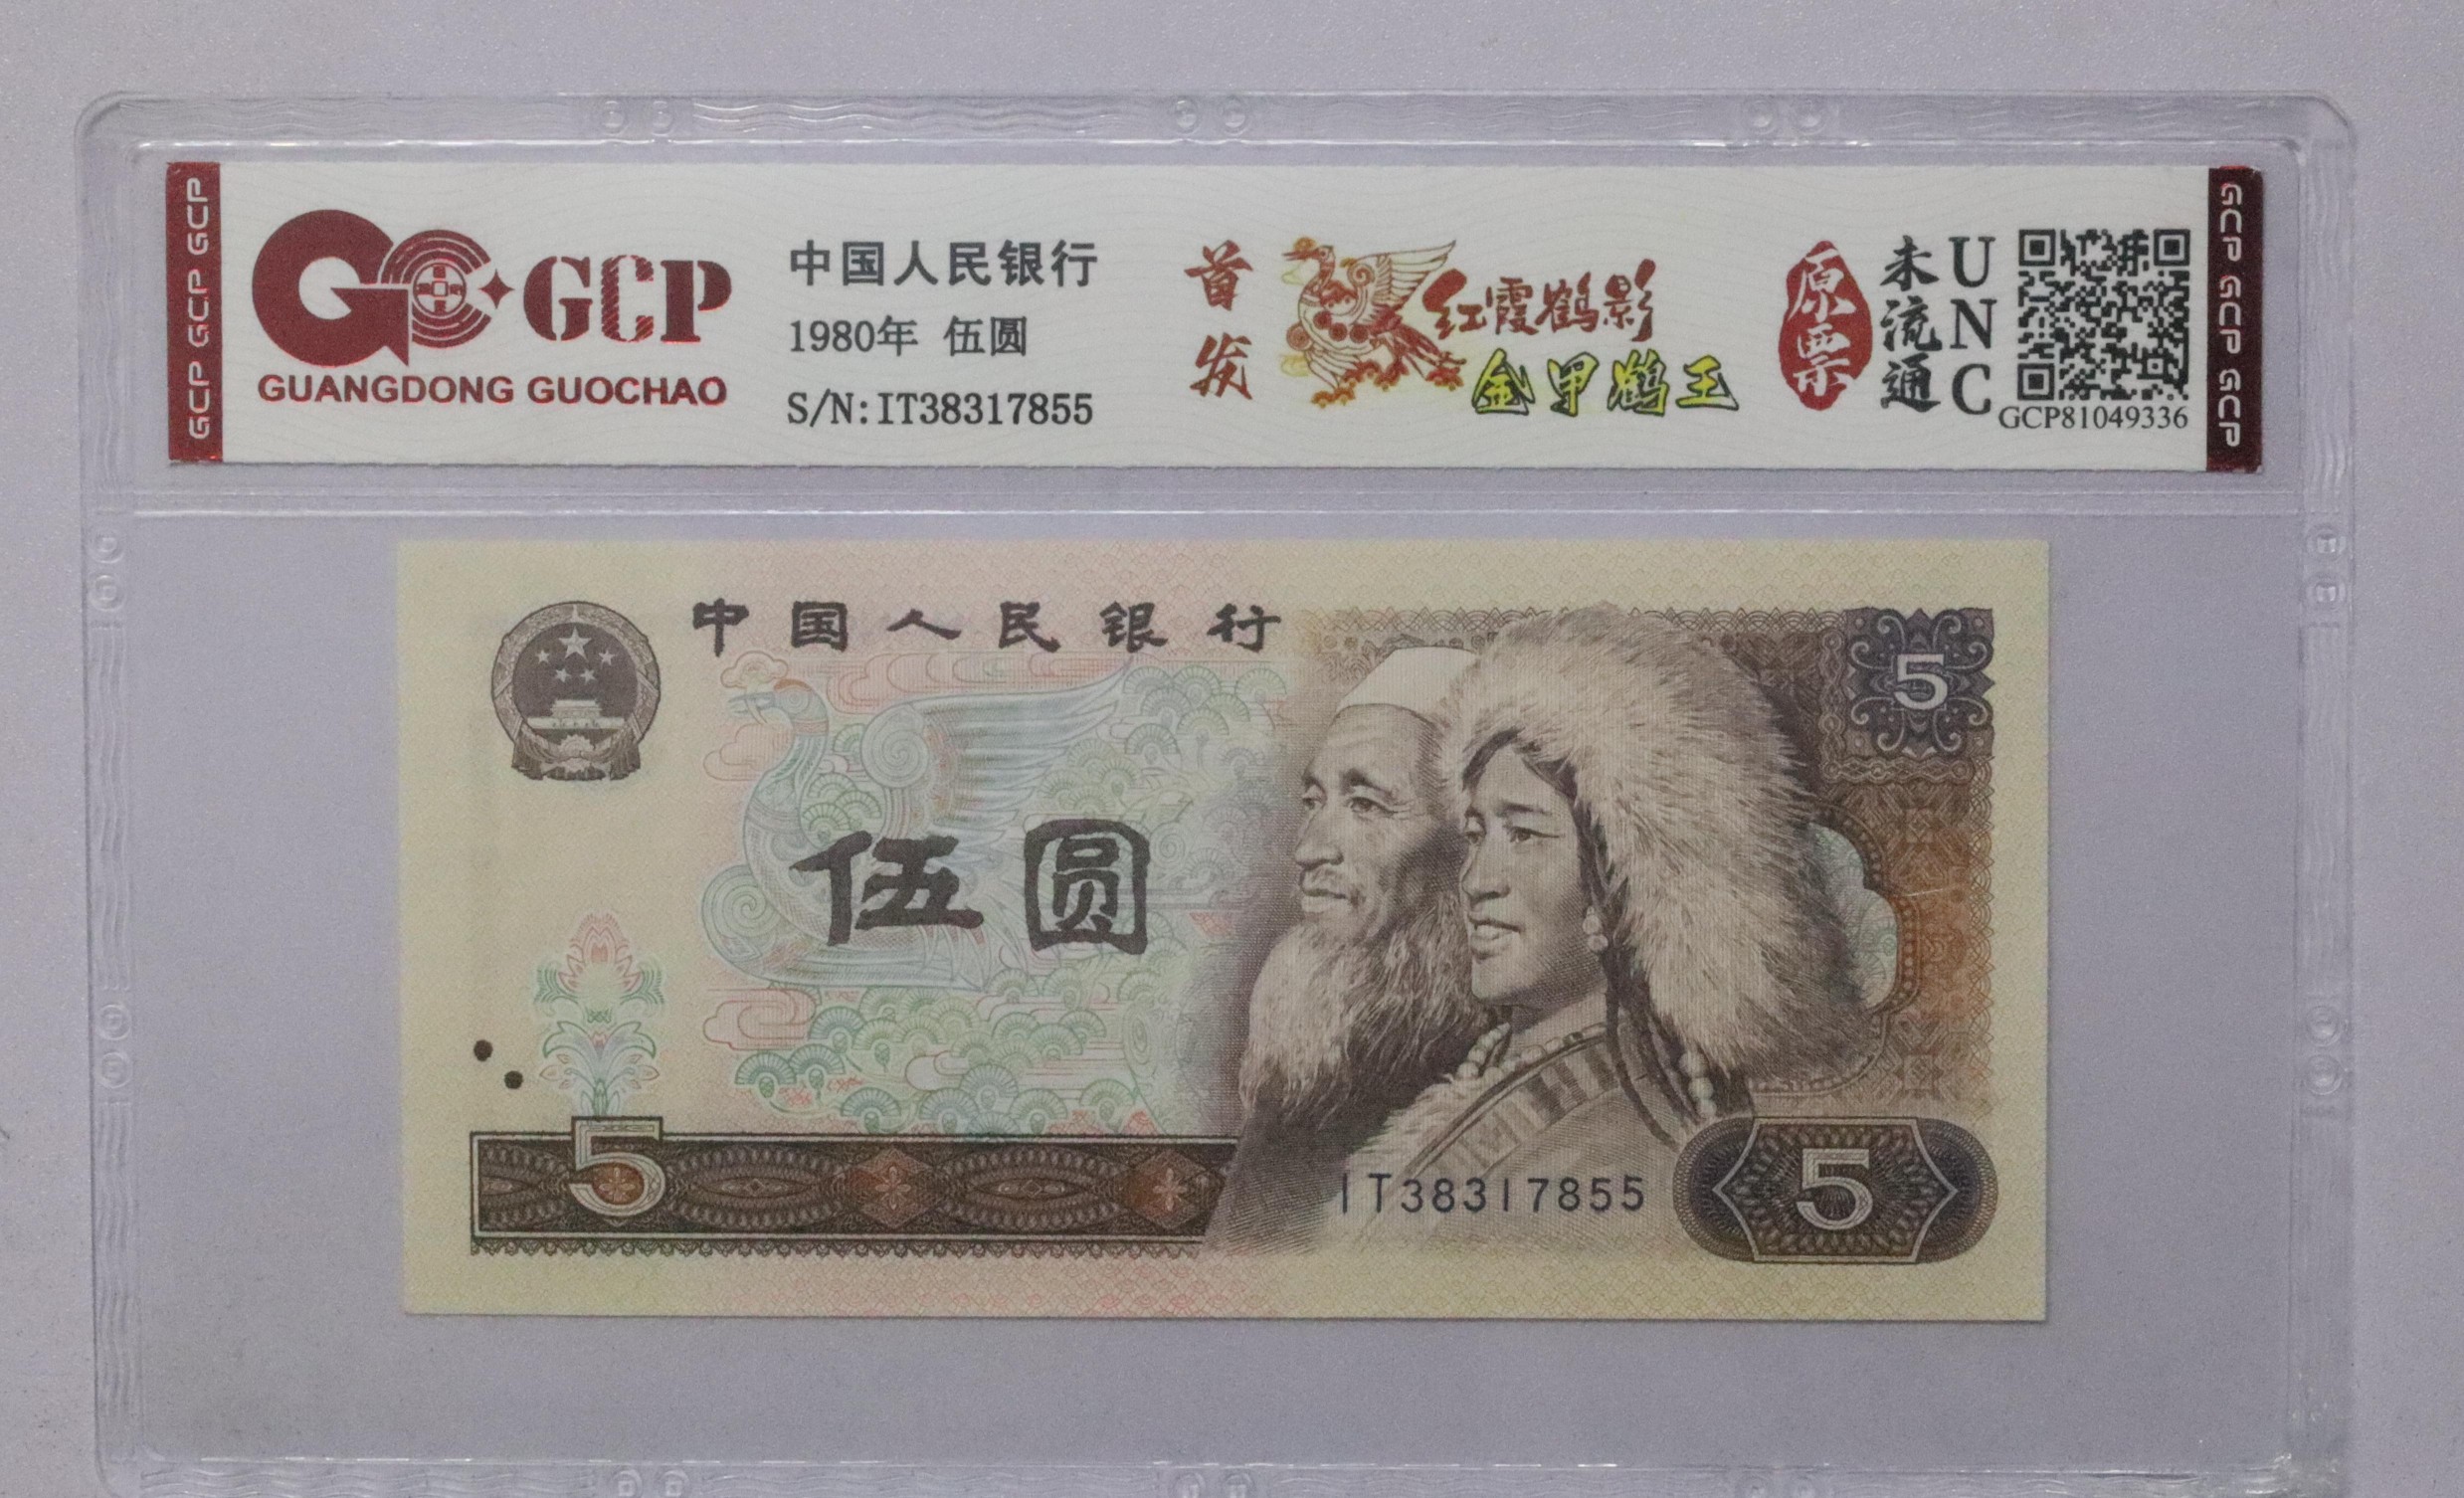 GCP GCP GCP
GCP
GUANGDONG GUOCHAO
中国人民银行
1980年 伍圆
S/N:IT38317855
首发
红霞鹤影
金甲鹤王
原票
未流通
UNC
GCP81049336
GCP GCP GCP
中国人民银行
5
伍圆
5
IT38317855
5